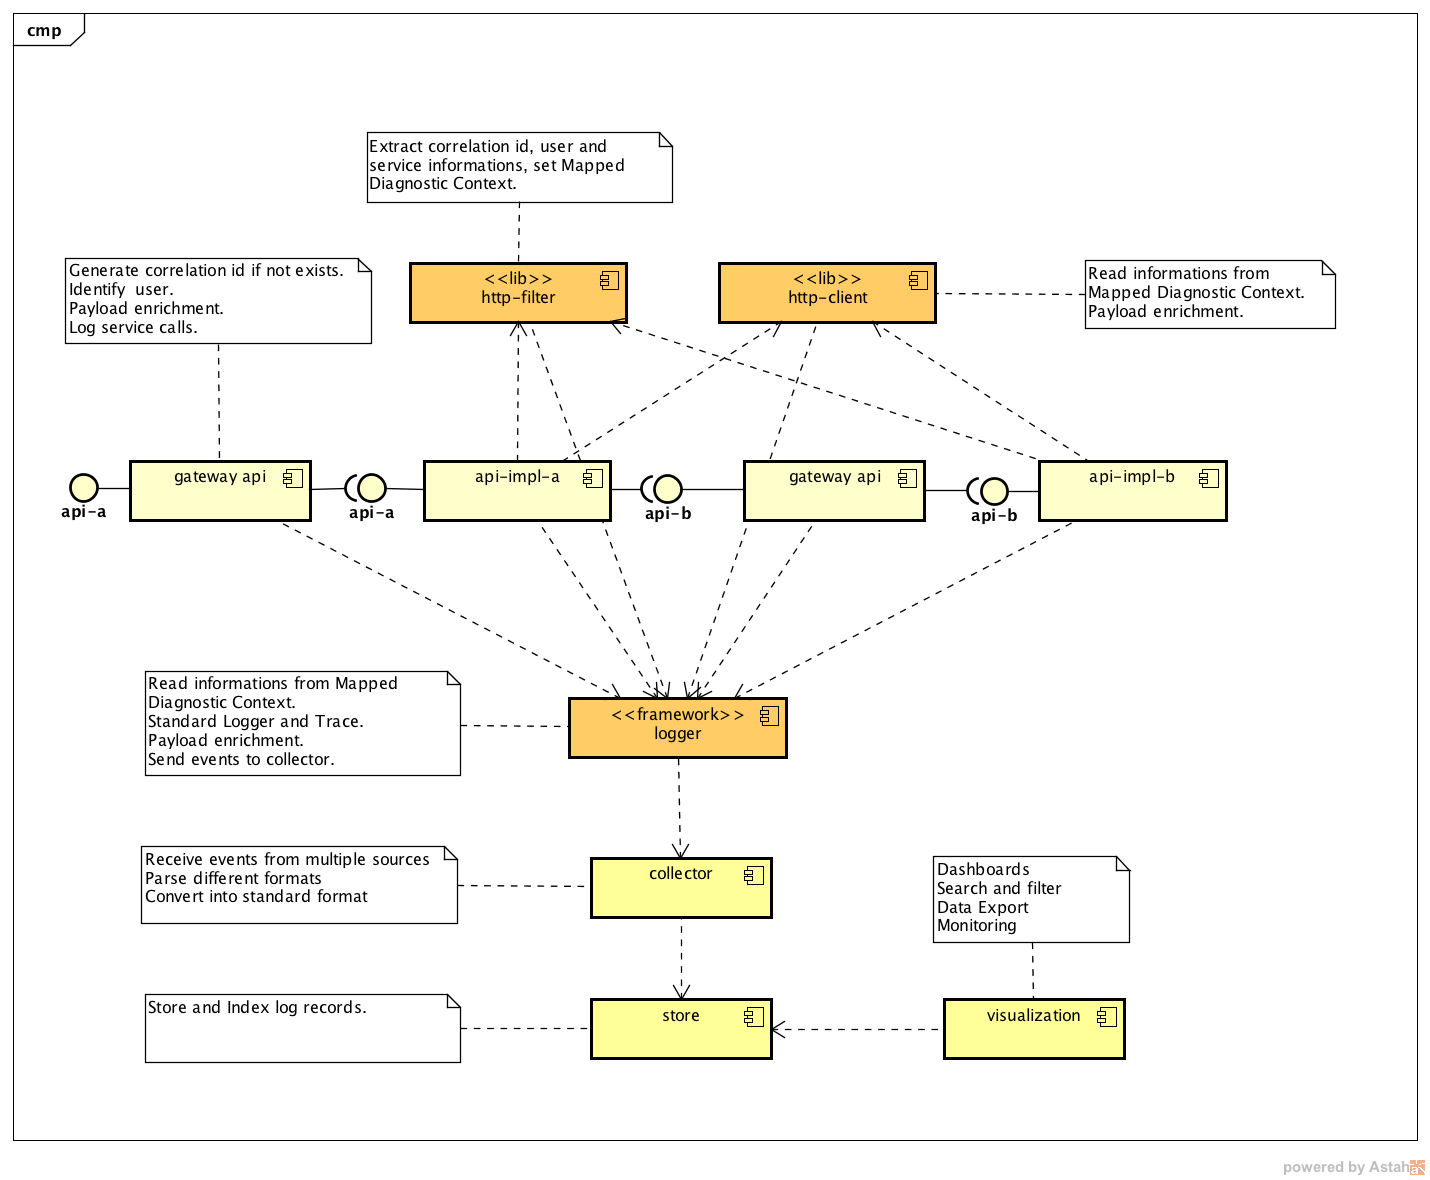 cmp
Extract correlation id, user and
service informations, set Mapped
Diagnostic Context.
Generate correlation id if not exists.
Identify  user.
Payload enrichment.
Log service calls.
<<lib>>
http-filter
<<lib>>
http-client
Read informations from
Mapped Diagnostic Context.
Payload enrichment.
api-a
gateway api
api-a
api-impl-a
api-b
gateway api
api-b
api-impl-b
Read informations from Mapped
Diagnostic Context.
Standard Logger and Trace.
Payload enrichment.
Send events to collector.
<<framework>>
logger
Receive events from multiple sources
Parse different formats
Convert into standard format
collector
Dashboards
Search and filter
Data Export
Monitoring
Store and Index log records.
store
visualization
powered by Astah